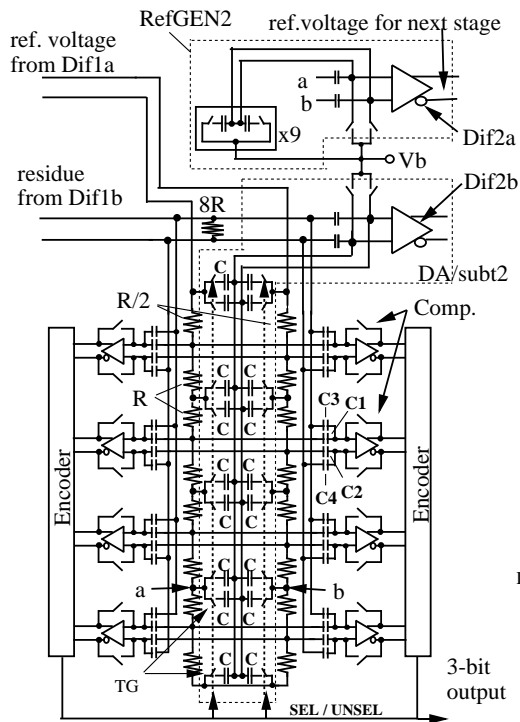 RefGEN2
ref.voltage for next stage
ref. voltage
from Dif1a
a
b
x9
Dif2a
Vb
residue
from Dif1b
Dif2b
8R
DA/subt2
C
R/2
Comp.
C C
R
C3
C1
C C
C2
C4
C C
C C
Encoder
Encoder
C C
a
b
C C
TG
C C
3-bit
output
SEL / UNSEL